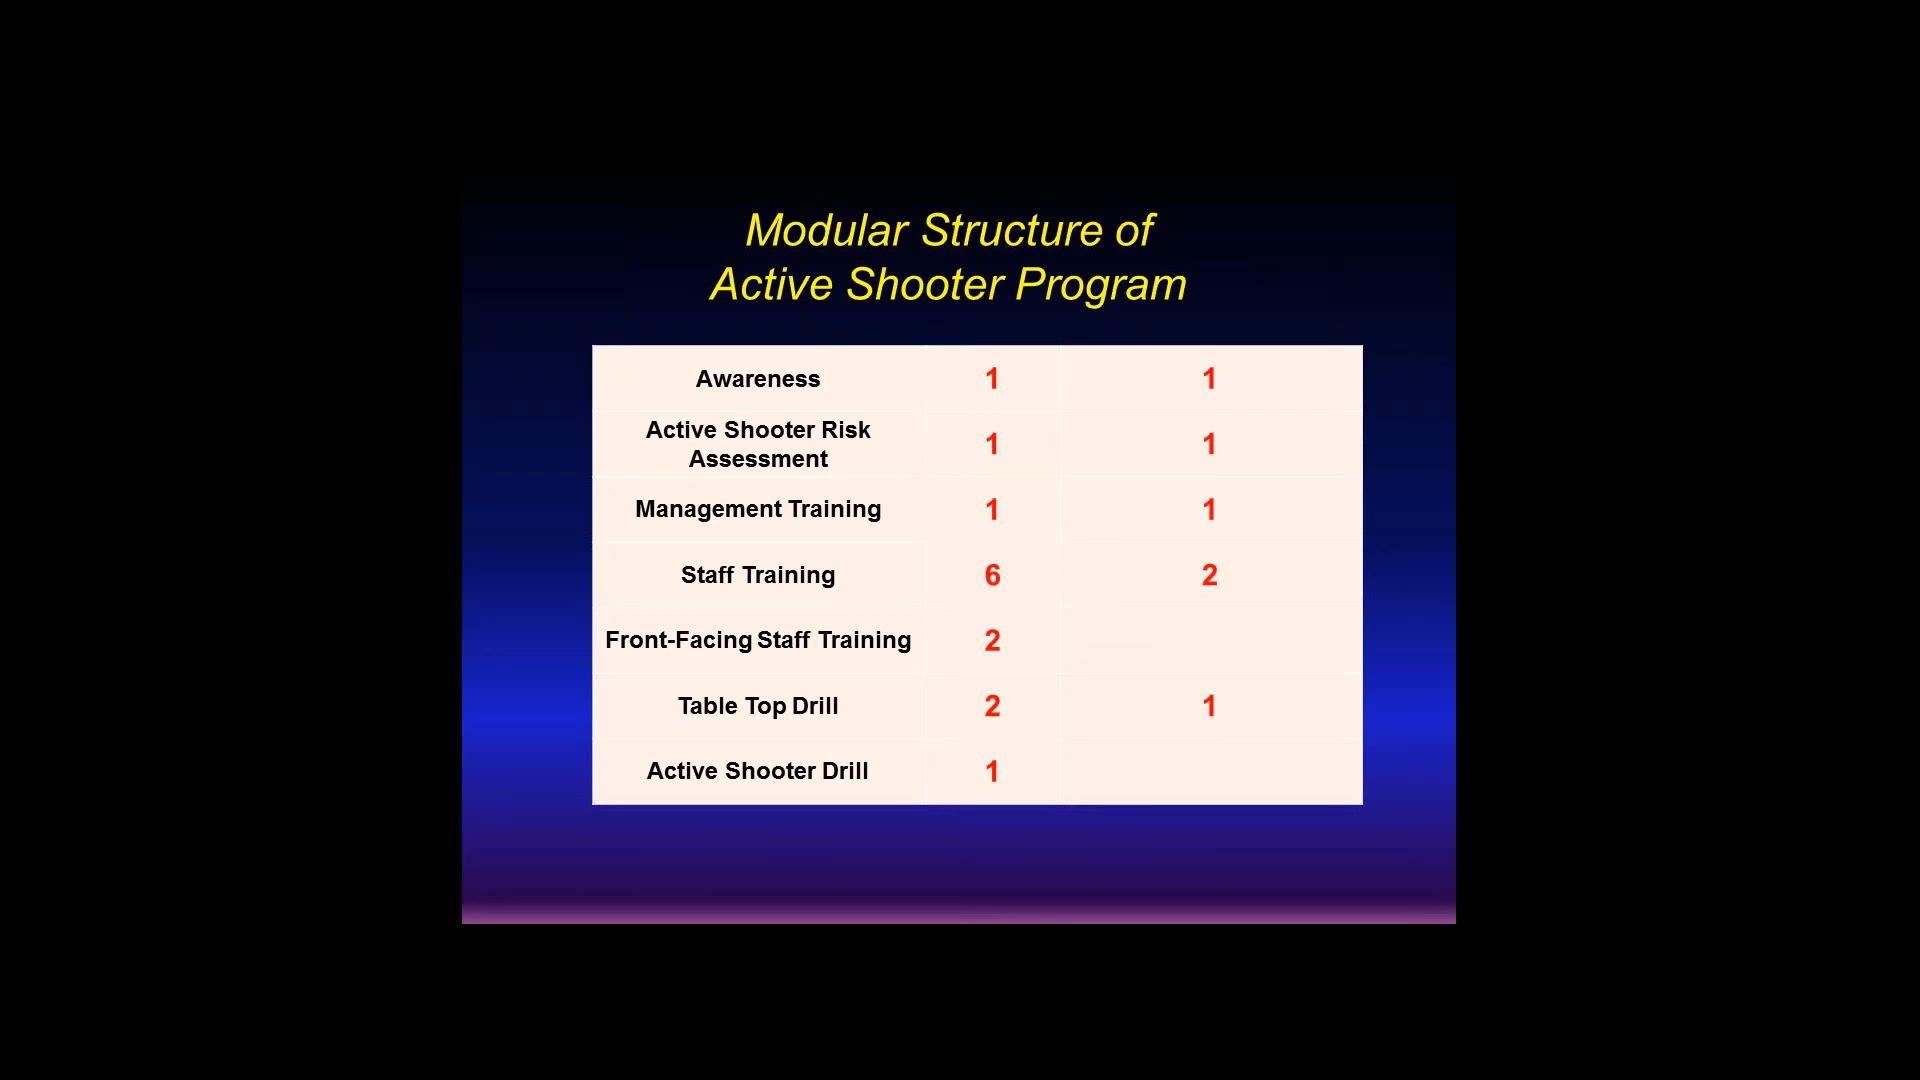 Modular Structure of
Active Shooter Program
Awareness 1 1
Active Shooter Risk
Assessment 1 1
Management Training 1 1
Staff Training 6 2
Front-Facing Staff Training 2
Table Top Drill 2 1
Active Shooter Drill 1